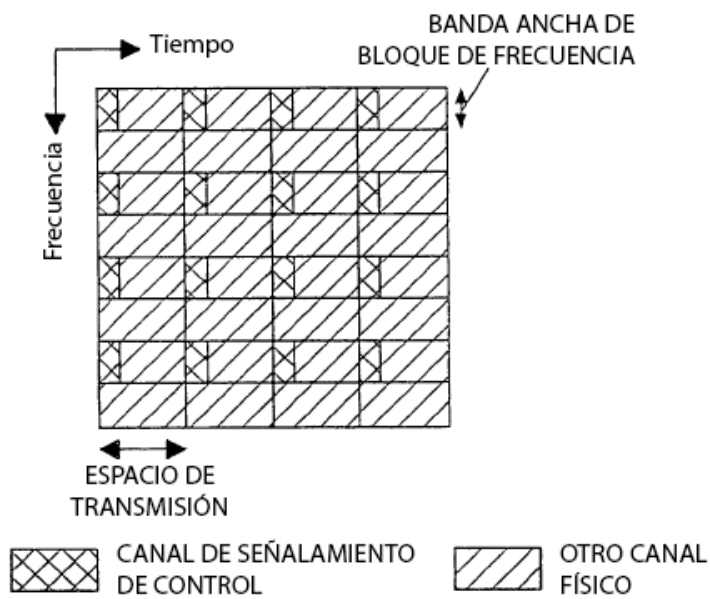 BANDA ANCHA DE
BLOQUE DE FRECUENCIA
Tiempo
Frecuencia
ESPACIO DE
TRANSMISIÓN
CANAL DE SEÑALAMIENTO
DE CONTROL
OTRO CANAL
FÍSICO